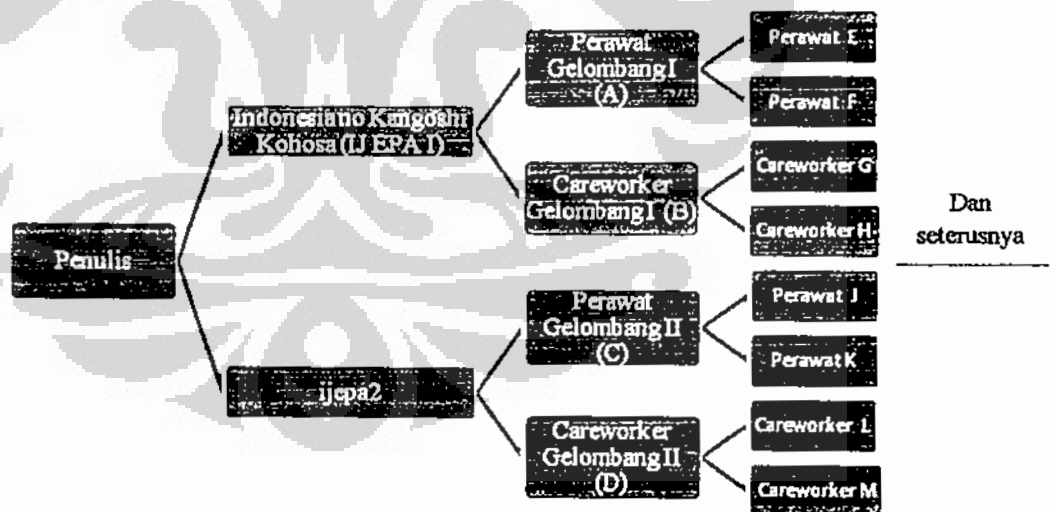 Penulis
Indonesiano Kangoshi
Kohosa (IJ EPA I)
ijepa2
Perawat
Gelombang I
(A)
Careworker
Gelombang I (B)
Perawat
Gelombang II
(C)
Careworker
Gelombang II
(D)
Perawat E
Perawat F
Careworker G
Careworker H
Perawat J
Perawat K
Careworker L
Careworker M
Dan
seterusnya